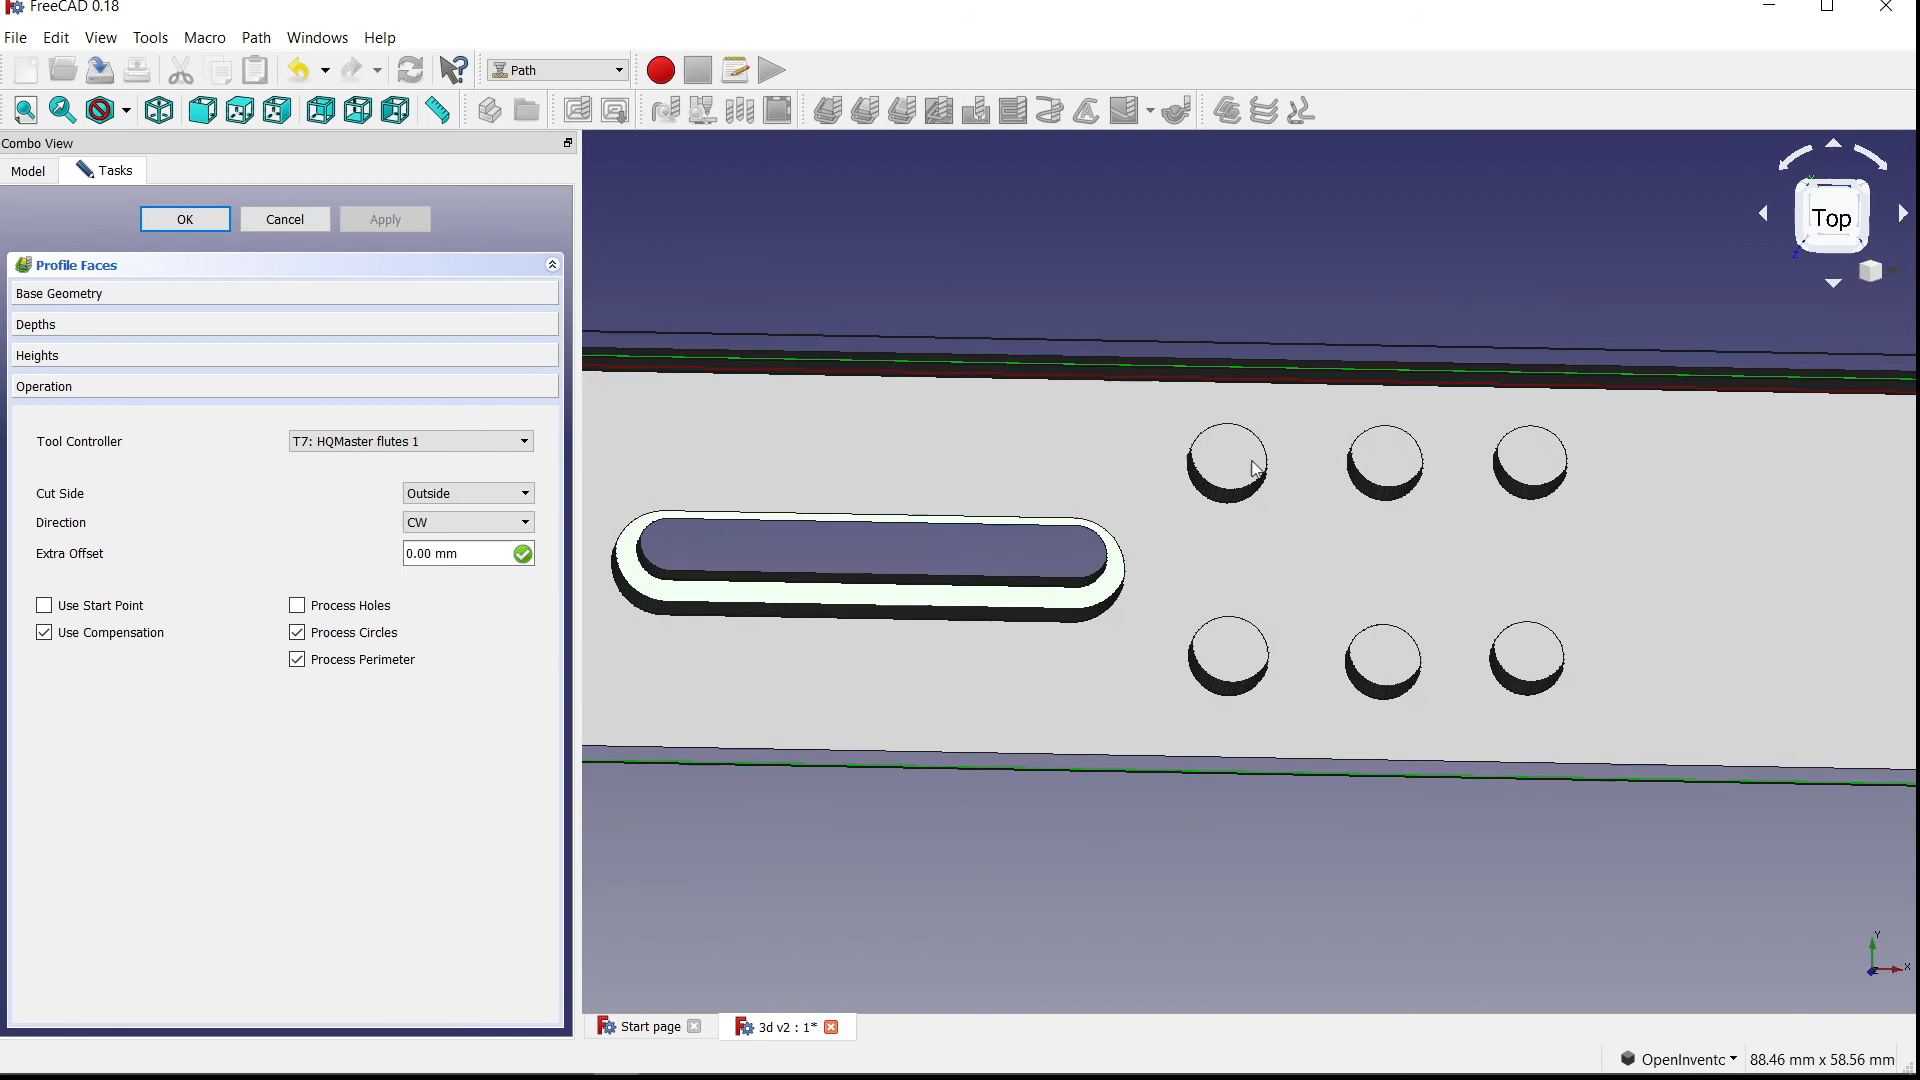 FreeCAD 0.18
File Edit View Tools Macro Path Windows Help
Path
Combo View
Model Tasks
OK Cancel Apply
Top
Profile Faces
Base Geometry
Depths
Heights
Operation
Tool Controller T7: HQMaster flutes 1
Cut Side Outside
Direction CW
Extra Offset 0.00 mm
Use Start Point Process Holes
Use Compensation Process Circles
Process Perimeter
Y
X
Z
Start page 3d v2 : 1*
OpenInventc 88.46 mm x 58.56 mm